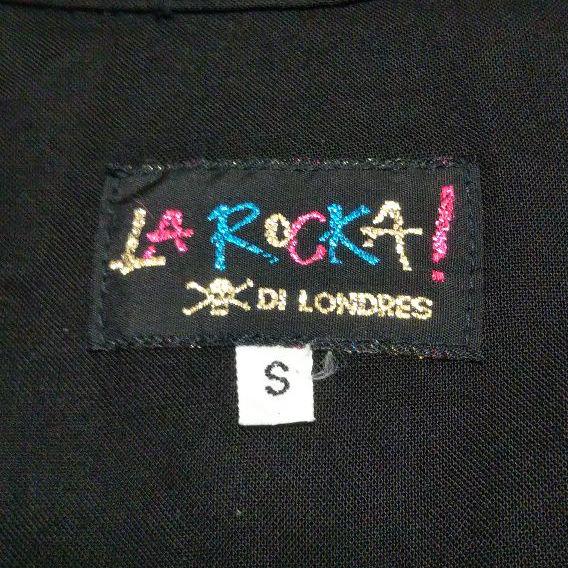 LA ROCKA!
DI LONDRES
S